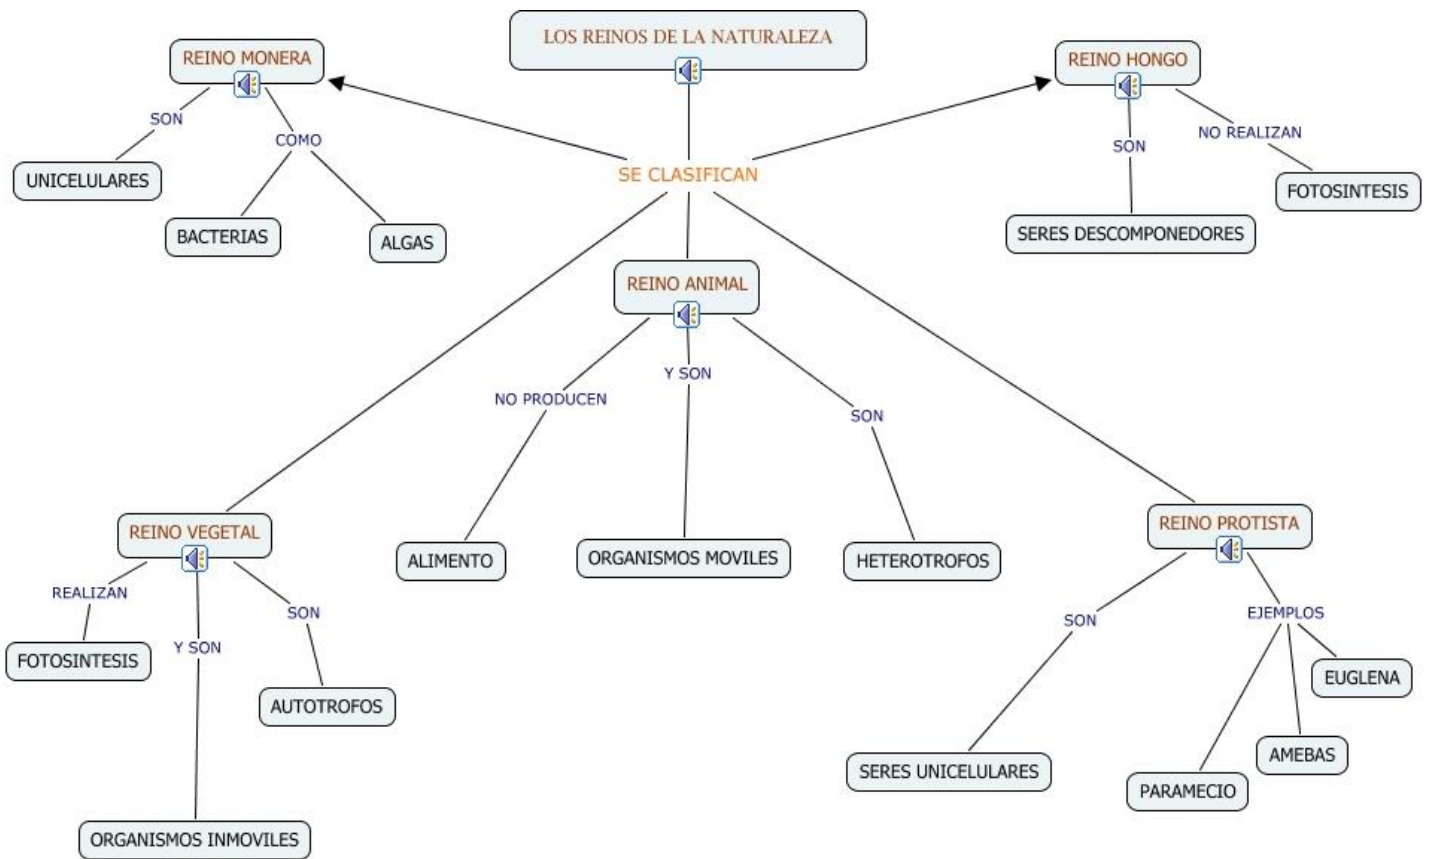 LOS REINOS DE LA NATURALEZA
REINO MONERA
REINO HONGO
SON
COMO
NO REALIZAN
SON
SE CLASIFICAN
UNICELULARES
FOTOSINTESIS
BACTERIAS
ALGAS
SERES DESCOMPONEDORES
REINO ANIMAL
Y SON
NO PRODUCEN
SON
REINO VEGETAL
REINO PROTISTA
ALIMENTO
ORGANISMOS MOVILES
HETEROTROFOS
REALIZAN
SON
Y SON
SON
EJEMPLOS
FOTOSINTESIS
AUTOTROFOS
EUGLENA
SERES UNICELULARES
AMEBAS
PARAMECIO
ORGANISMOS INMOVILES